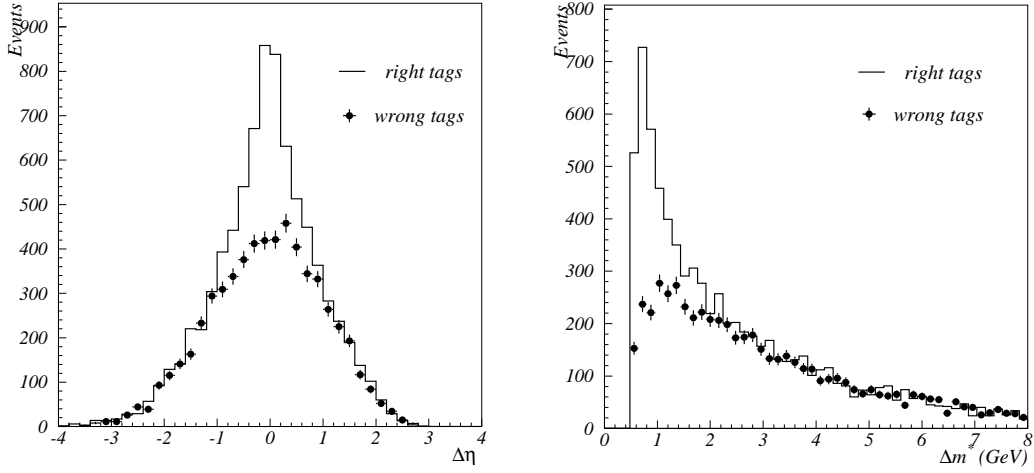 Events
900
800
700
600
500
400
300
200
100
0
-4 -3 -2 -1 0 1 2 3 4
Δη
right tags
wrong tags
Events
800
700
600
500
400
300
200
100
0
0 1 2 3 4 5 6 7 8
Δm* (GeV)
right tags
wrong tags